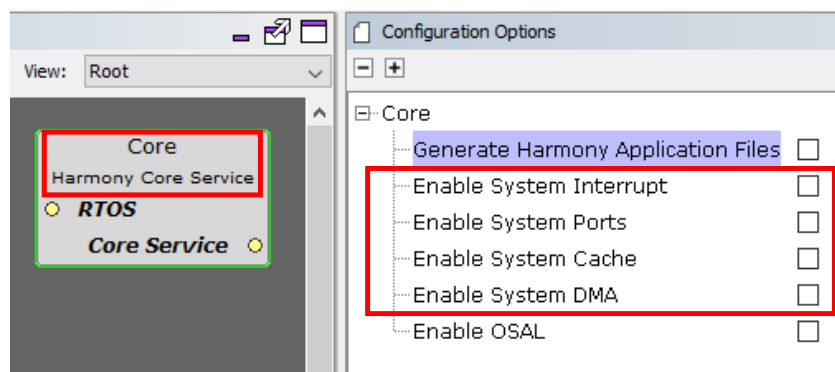 View: Root
Core
Harmony Core Service
RTOS
Core Service
Configuration Options
Core
Generate Harmony Application Files
Enable System Interrupt
Enable System Ports
Enable System Cache
Enable System DMA
Enable OSAL